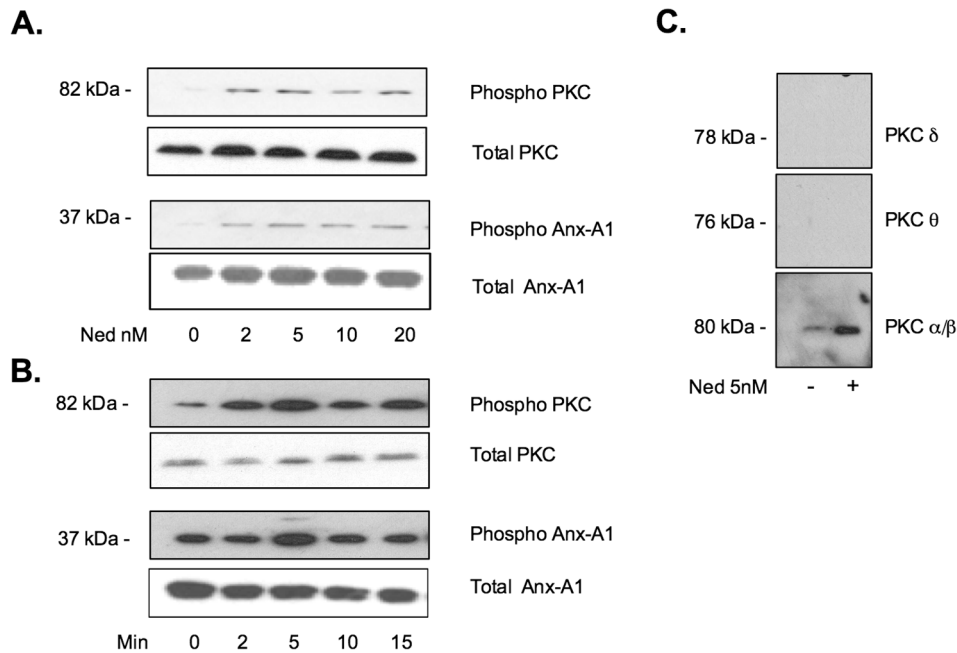 A.
82 kDa -
Phospho PKC
Total PKC
37 kDa -
Phospho Anx-A1
Total Anx-A1
Ned nM 0 2 5 10 20
B.
82 kDa -
Phospho PKC
Total PKC
37 kDa -
Phospho Anx-A1
Total Anx-A1
Min 0 2 5 10 15
C.
78 kDa -
PKC δ
76 kDa -
PKC θ
80 kDa -
PKC α/β
Ned 5nM - +